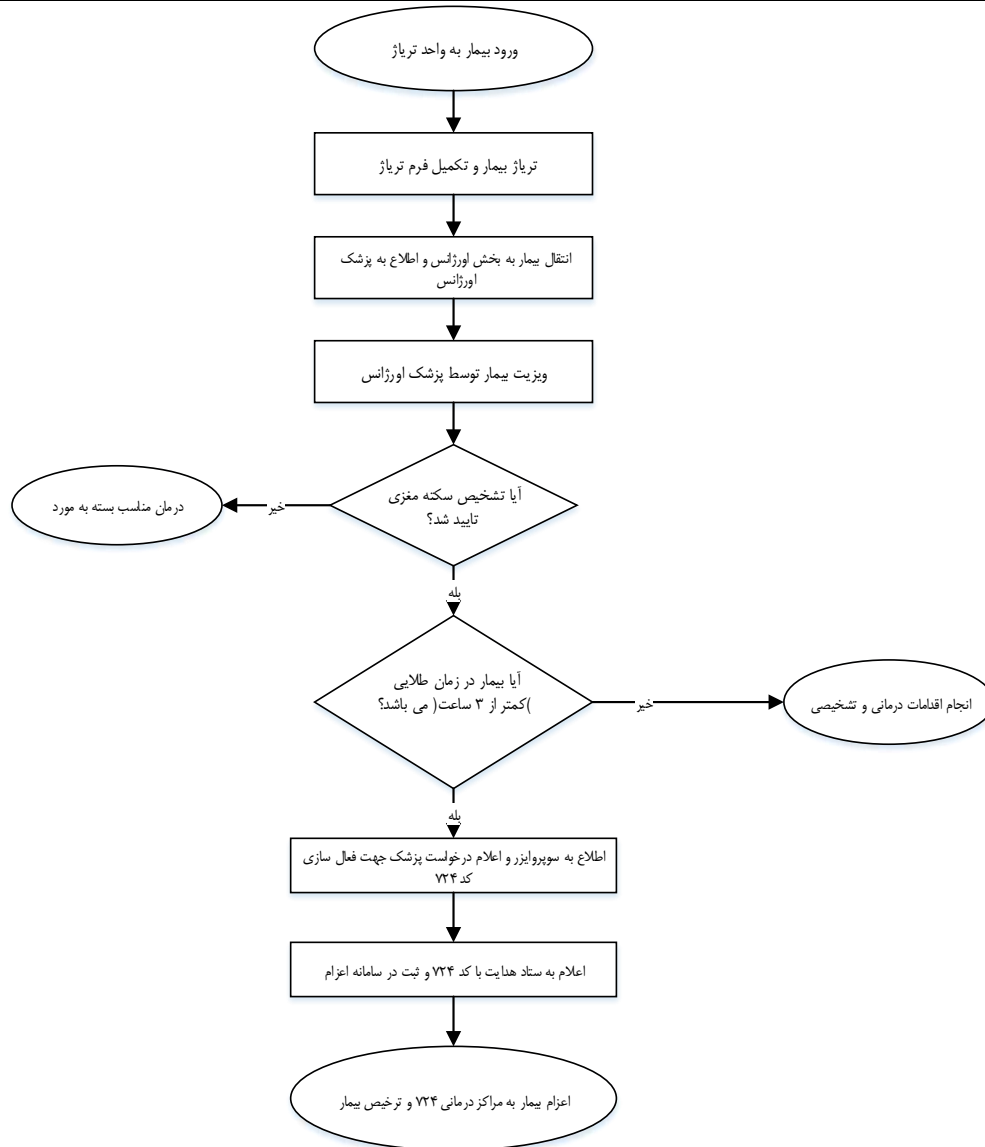 ورود بیمار به واحد تریاژ
تریاژ بیمار و تکمیل فرم تریاژ
انتقال بیمار به بخش اورژانس و اطلاع به پزشک
اورژانس
ویزیت بیمار توسط پزشک اورژانس
آیا تشخیص سکته مغزی
تایید شد؟
خیر
درمان مناسب بسته به مورد
بله
آیا بیمار در زمان طلایی
)کمتر از ۳ ساعت( می باشد؟
خیر
انجام اقدامات درمانی و تشخیصی
بله
اطلاع به سوپروایزر و اعلام درخواست پزشک جهت فعال سازی
کد ۷۲۴
اعلام به ستاد هدایت با کد ۷۲۴ و ثبت در سامانه اعزام
اعزام بیمار به مراکز درمانی ۷۲۴ و ترخیص بیمار